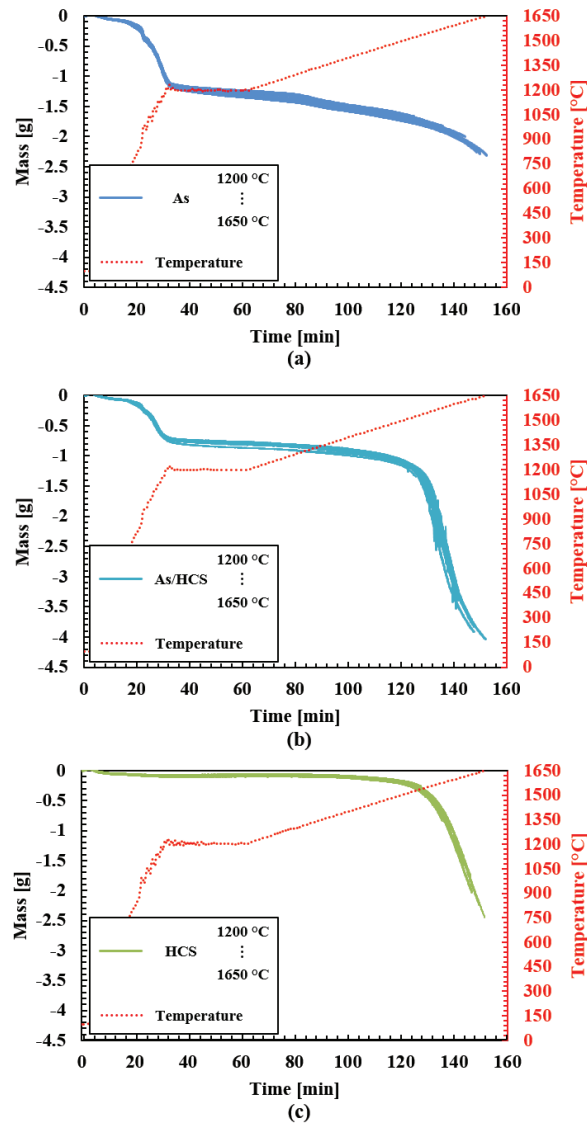 0
-0.5
-1
-1.5
-2
-2.5
-3
-3.5
-4
-4.5
Mass [g]
1650
1500
1350
1200
1050
900
750
600
450
300
150
0
Temperature [°C]
As
1200 °C
⋮
1650 °C
Temperature
0 20 40 60 80 100 120 140 160
Time [min]
(a)
0
-0.5
-1
-1.5
-2
-2.5
-3
-3.5
-4
-4.5
Mass [g]
1650
1500
1350
1200
1050
900
750
600
450
300
150
0
Temperature [°C]
As/HCS
1200 °C
⋮
1650 °C
Temperature
0 20 40 60 80 100 120 140 160
Time [min]
(b)
0
-0.5
-1
-1.5
-2
-2.5
-3
-3.5
-4
-4.5
Mass [g]
1650
1500
1350
1200
1050
900
750
600
450
300
150
0
Temperature [°C]
HCS
1200 °C
⋮
1650 °C
Temperature
0 20 40 60 80 100 120 140 160
Time [min]
(c)